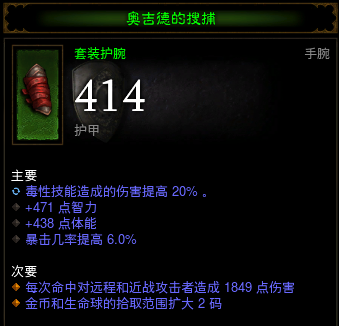 奥吉德的搜捕
套装护腕 手腕
414
护甲
主要
毒性技能造成的伤害提高 20% 。
+471 点智力
+438 点体能
暴击几率提高 6.0%
次要
每次命中对远程和近战攻击者造成 1849 点伤害
金币和生命球的拾取范围扩大 2 码